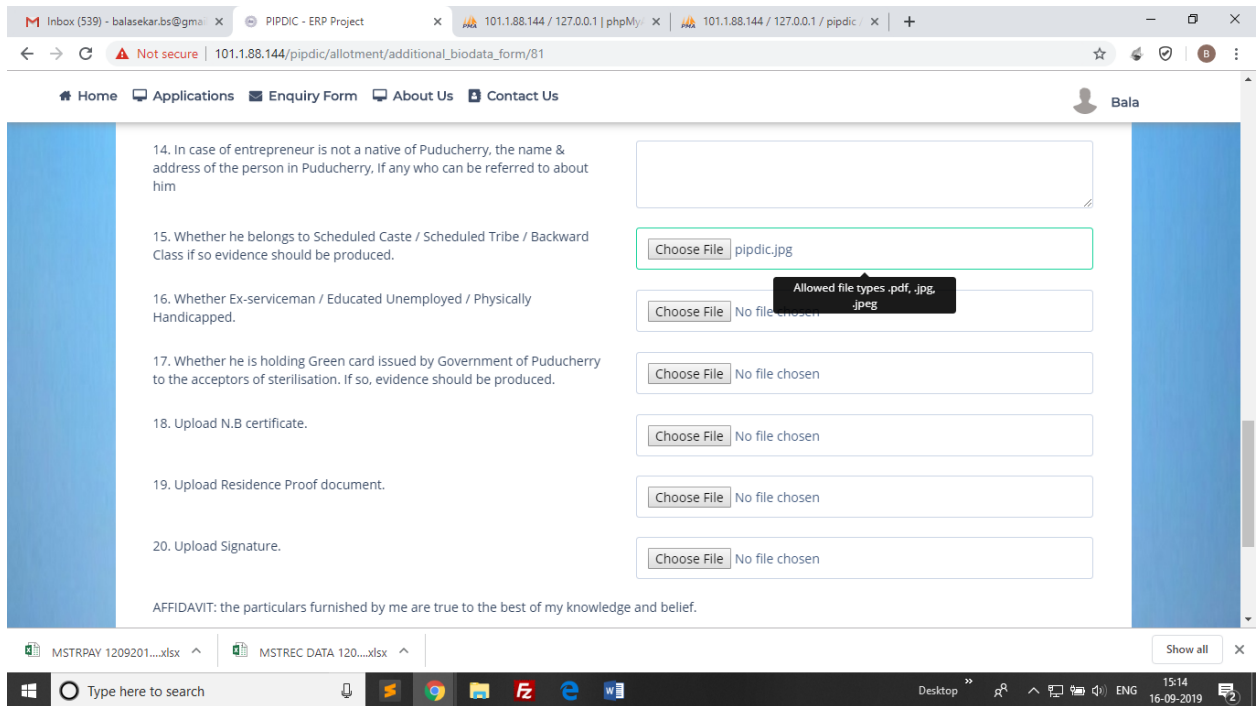 Inbox (539) - balasekar.bs@gmai
PIPDIC - ERP Project
101.1.88.144 / 127.0.0.1 | phpMy
101.1.88.144 / 127.0.0.1 / pipdic /
Not secure | 101.1.88.144/pipdic/allotment/additional_biodata_form/81
B
Home Applications Enquiry Form About Us Contact Us
Bala
14. In case of entrepreneur is not a native of Puducherry, the name &
address of the person in Puducherry, If any who can be referred to about
him
15. Whether he belongs to Scheduled Caste / Scheduled Tribe / Backward
Class if so evidence should be produced.
Choose File pipdic.jpg
Allowed file types .pdf, .jpg,
.jpeg
16. Whether Ex-serviceman / Educated Unemployed / Physically
Handicapped.
Choose File No file chosen
17. Whether he is holding Green card issued by Government of Puducherry
to the acceptors of sterilisation. If so, evidence should be produced.
Choose File No file chosen
18. Upload N.B certificate.
Choose File No file chosen
19. Upload Residence Proof document.
Choose File No file chosen
20. Upload Signature.
Choose File No file chosen
AFFIDAVIT: the particulars furnished by me are true to the best of my knowledge and belief.
MSTRPAY 1209201....xlsx
MSTREC DATA 120....xlsx
Show all
Type here to search
Desktop
ENG
15:14
16-09-2019
2